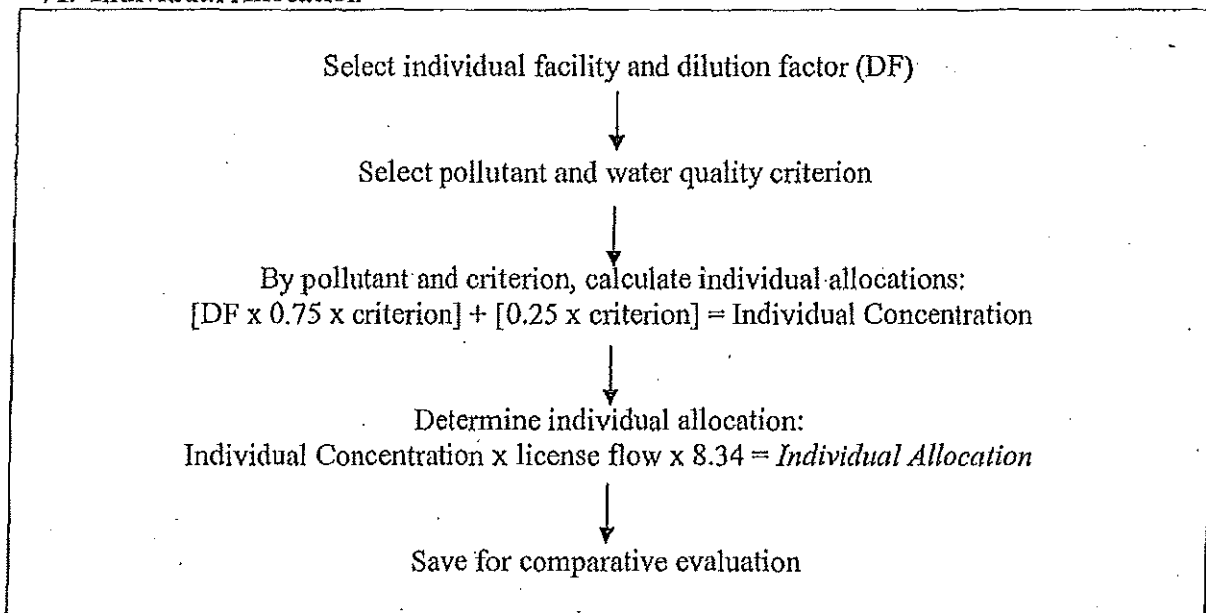 Select individual facility and dilution factor (DF)
Select pollutant and water quality criterion
By pollutant and criterion, calculate individual allocations:
[DF x 0.75 x criterion] + [0.25 x criterion] = Individual Concentration
Determine individual allocation:
Individual Concentration x license flow x 8.34 = Individual Allocation
Save for comparative evaluation